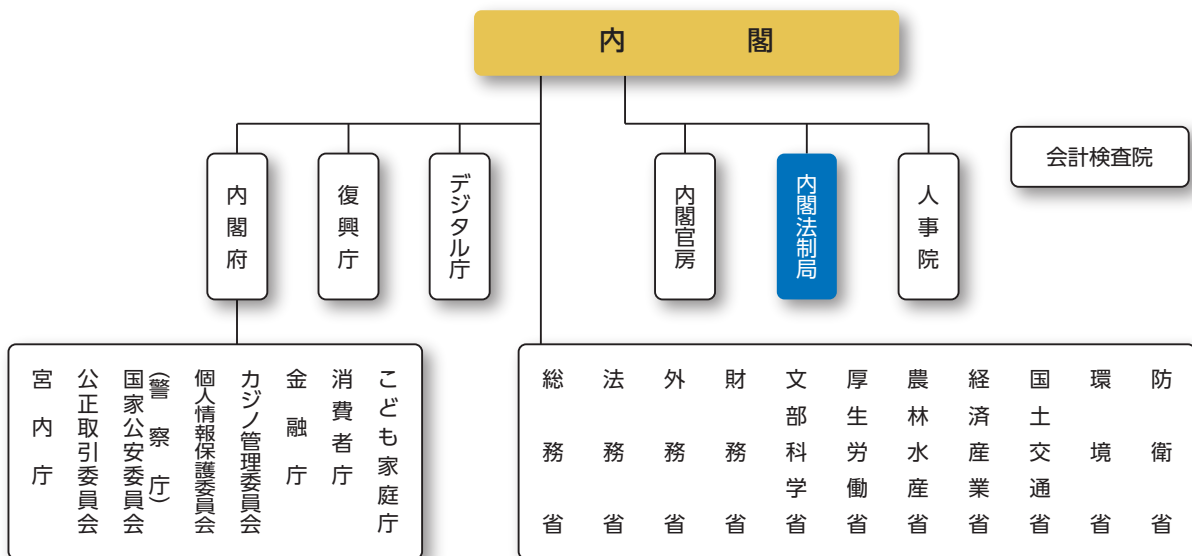 内閣
内閣府
復興庁
デジタル庁
内閣官房
内閣法制局
人事院
会計検査院
宮内庁
公正取引委員会
国家公安委員会
(警察庁)
個人情報保護委員会
カジノ管理委員会
金融庁
消費者庁
こども家庭庁
総務省
法務省
外務省
財務省
文部科学省
厚生労働省
農林水産省
経済産業省
国土交通省
環境省
防衛省